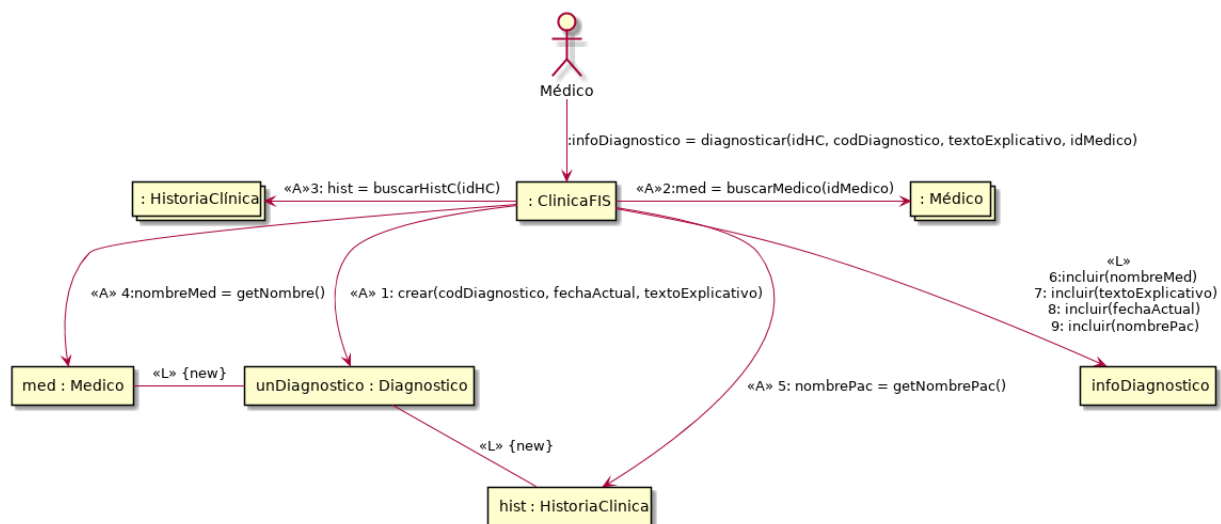 Médico
:infoDiagnostico = diagnosticar(idHC, codDiagnostico, textoExplicativo, idMedico)
: HistoriaClínica
«A»3: hist = buscarHistC(idHC)
: ClinicaFIS
«A»2:med = buscarMedico(idMedico)
: Médico
«L»
6:incluir(nombreMed)
7: incluir(textoExplicativo)
8: incluir(fechaActual)
9: incluir(nombrePac)
«A» 4:nombreMed = getNombre()
«A» 1: crear(codDiagnostico, fechaActual, textoExplicativo)
med : Medico
«L» {new}
unDiagnostico : Diagnostico
«A» 5: nombrePac = getNombrePac()
infoDiagnostico
«L» {new}
hist : HistoriaClinica